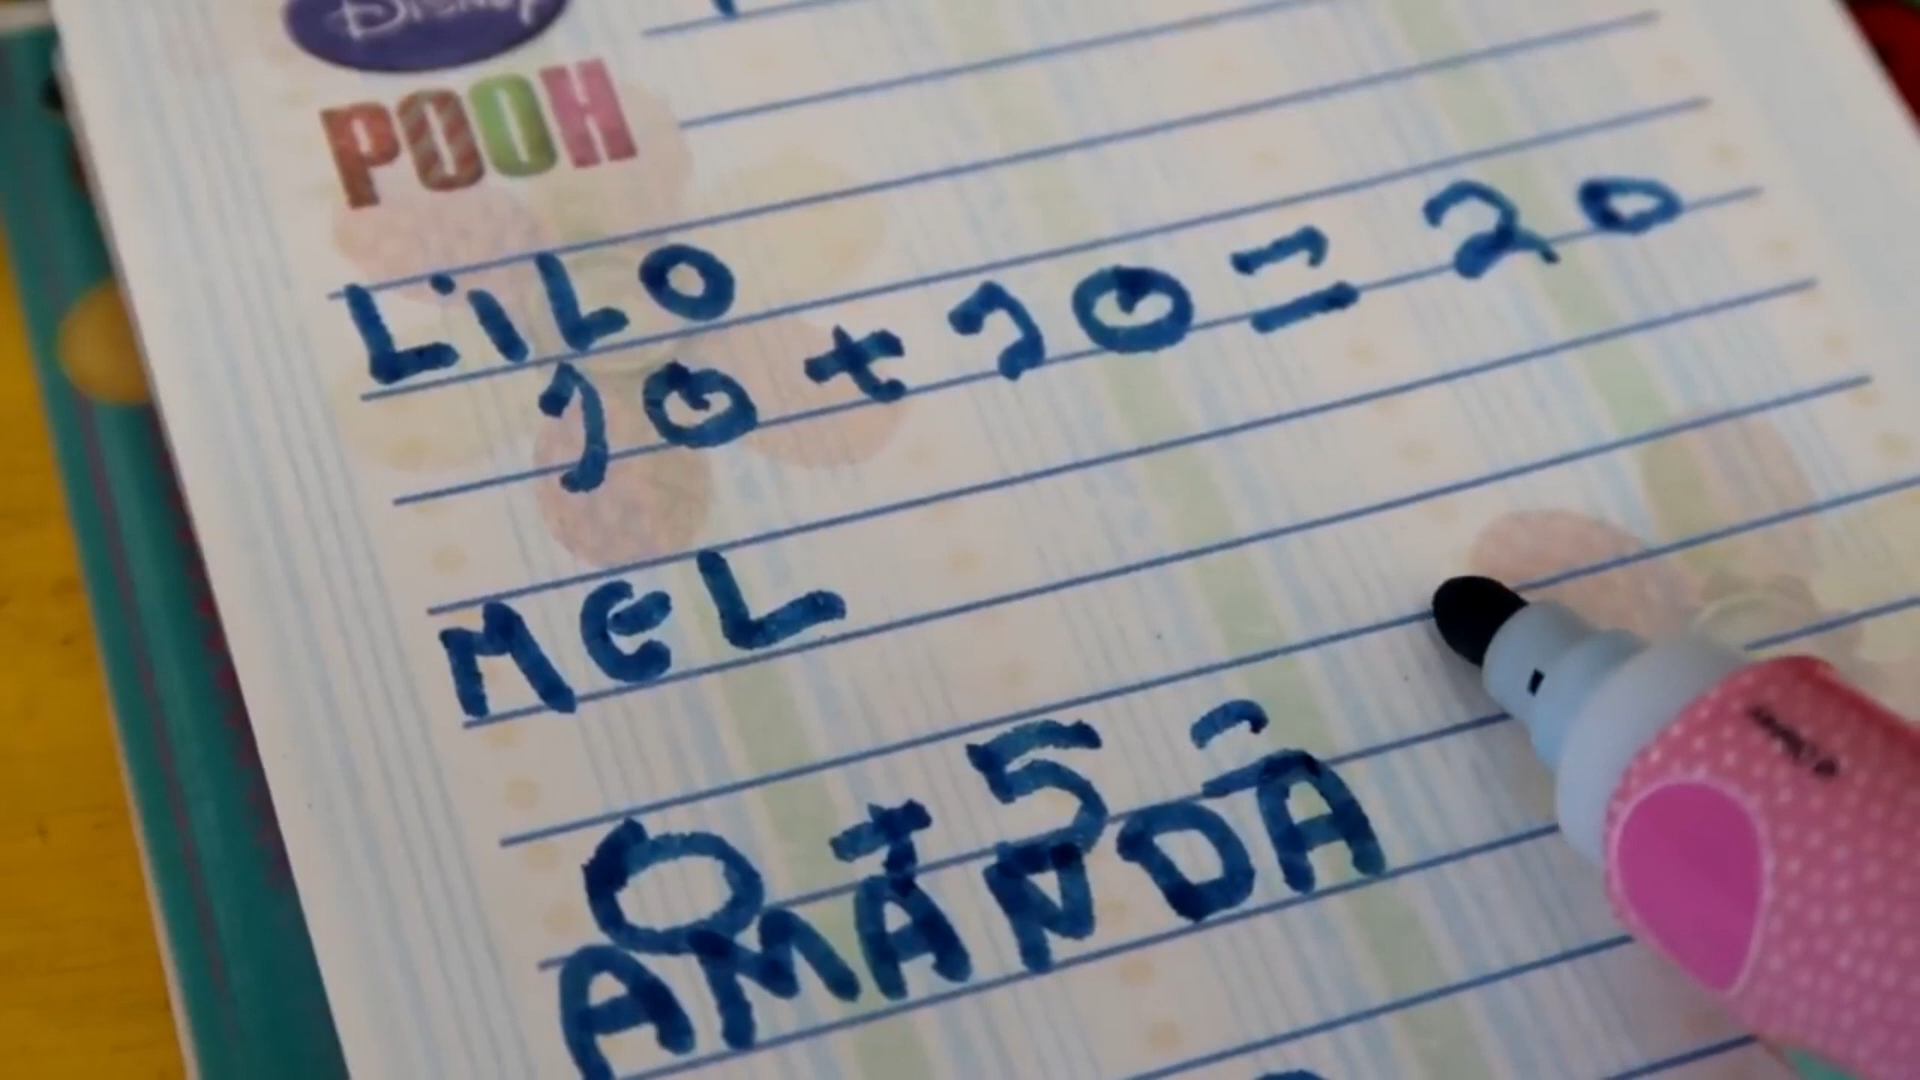 Disney
POOH
LiLO
10 + 10 = 20
MEL
0 + 5 =
AMANDA